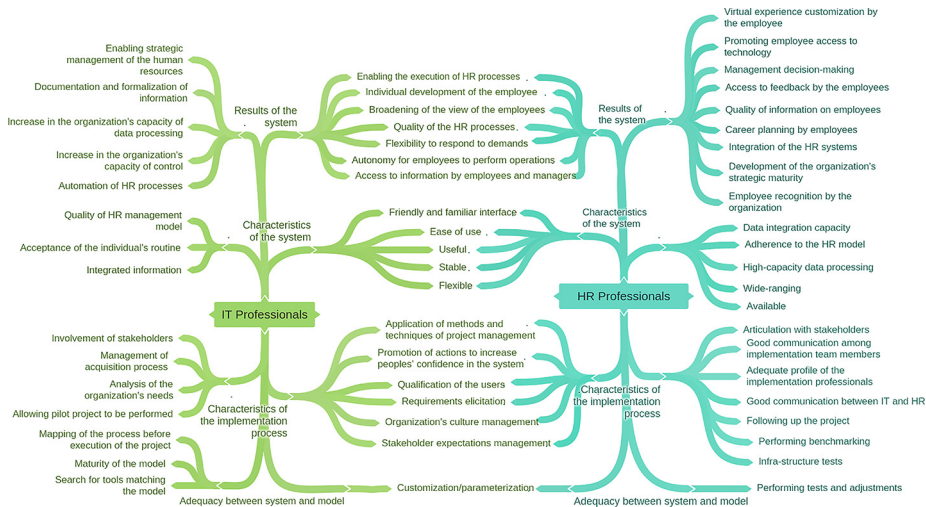 Enabling strategic
management of the human
resources
Documentation and formalization of
information
Increase in the organization's capacity of
data processing
Increase in the organization's
capacity of control
Automation of HR processes
Results of the
system
Enabling the execution of HR processes
Individual development of the employee
Broadening of the view of the employees
Quality of the HR processes
Flexibility to respond to demands
Autonomy for employees to perform operations
Access to information by employees and managers
Results of
the system
Virtual experience customization by
the employee
Promoting employee access to
technology
Management decision-making
Access to feedback by the employees
Quality of information on employees
Career planning by employees
Integration of the HR systems
Development of the organization's
strategic maturity
Employee recognition by the
organization
Quality of HR management
model
Acceptance of the individual's routine
Integrated information
Characteristics
of the system
Friendly and familiar interface
Ease of use
Useful
Stable
Flexible
Characteristics
of the system
Data integration capacity
Adherence to the HR model
High-capacity data processing
Wide-ranging
Available
IT Professionals
HR Professionals
Involvement of stakeholders
Management of
acquisition process
Analysis of the
organization's needs
Allowing pilot project to be performed
Characteristics of
the implementation
process
Application of methods and
techniques of project management
Promotion of actions to increase
peoples' confidence in the system
Qualification of the users
Requirements elicitation
Organization's culture management
Stakeholder expectations management
Characteristics of
the implementation
process
Articulation with stakeholders
Good communication among
implementation team members
Adequate profile of the
implementation professionals
Good communication between IT and HR
Following up the project
Performing benchmarking
Infra-structure tests
Mapping of the process before
execution of the project
Maturity of the model
Search for tools matching
the model
Adequacy between system and model
Customization/parameterization
Adequacy between system and model
Performing tests and adjustments